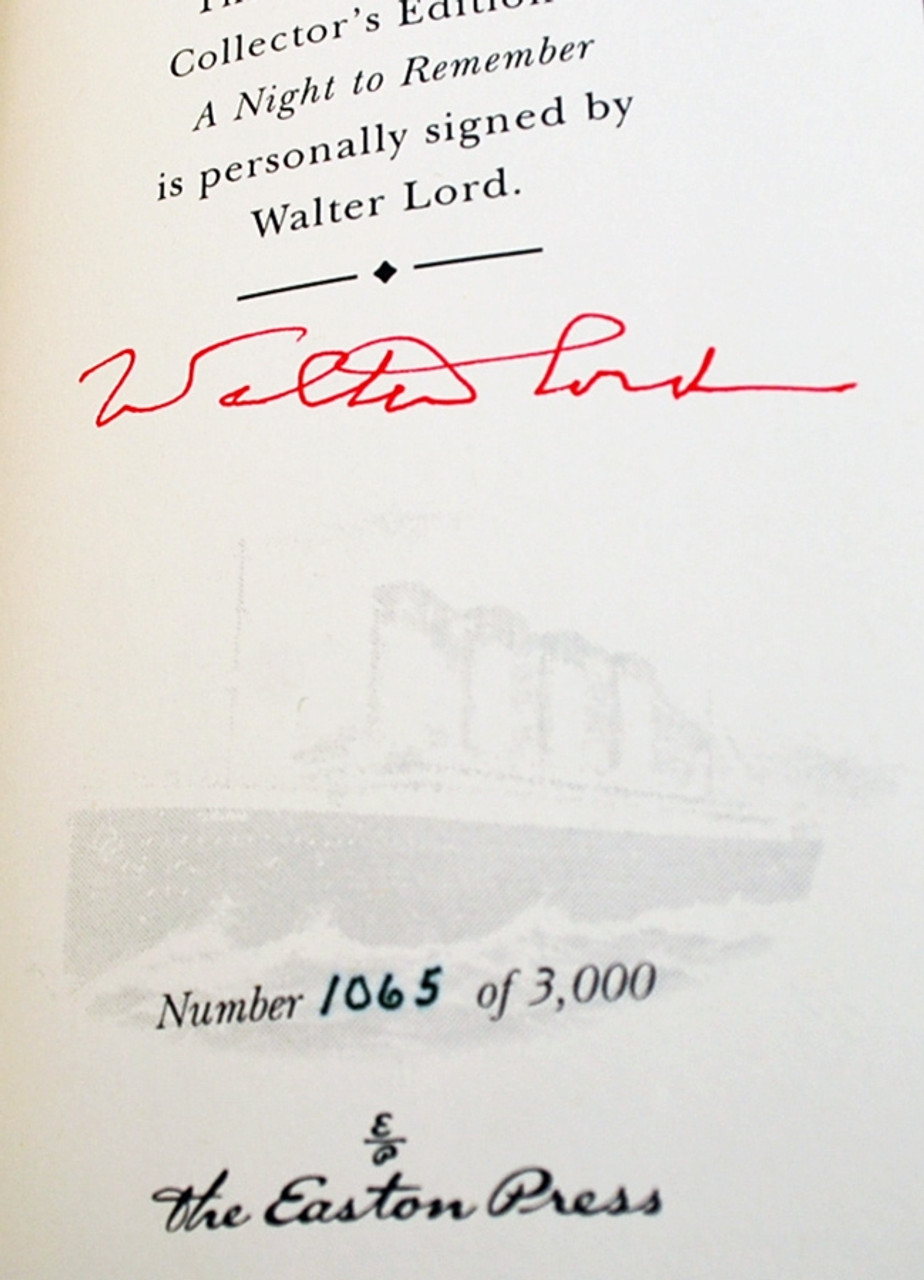 Collector's Edition
A Night to Remember
is personally signed by
Walter Lord.
Walter Lord
Number 1065 of 3,000
The Easton Press